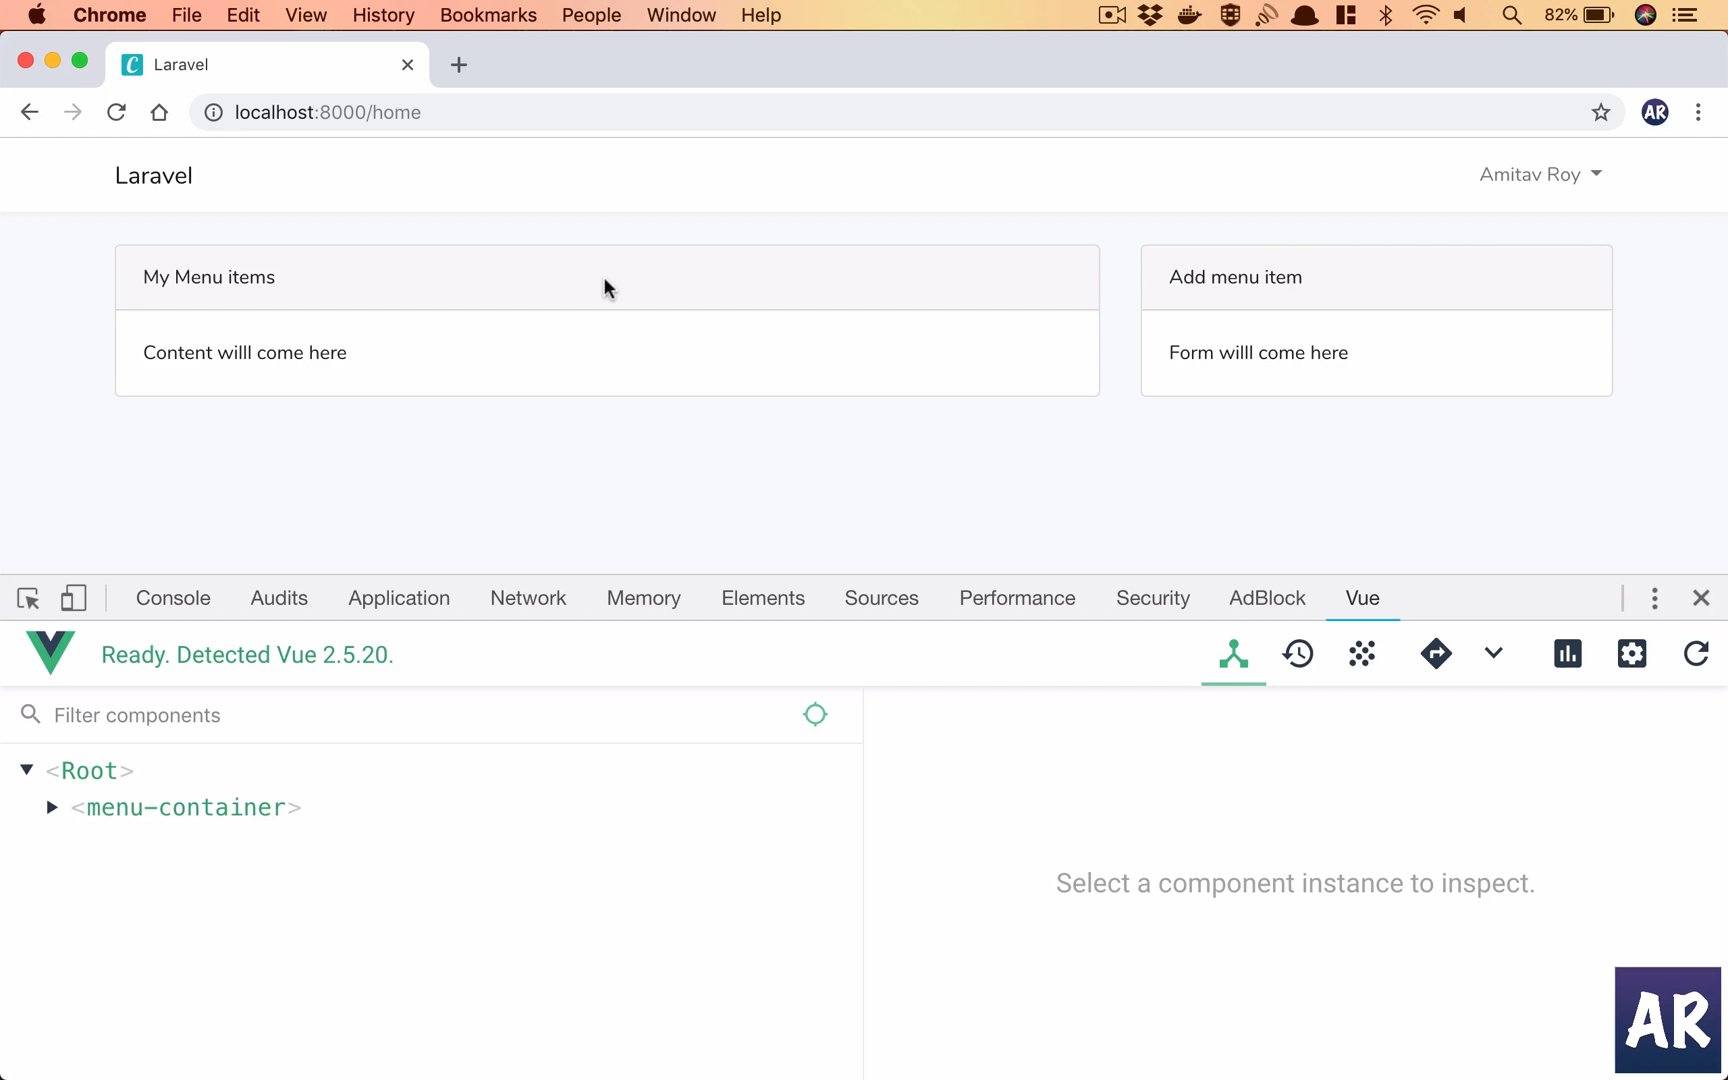 Chrome File Edit View History Bookmarks People Window Help 82%
Laravel
localhost:8000/home AR
Laravel Amitav Roy
My Menu items
Content willl come here
Add menu item
Form willl come here
Console Audits Application Network Memory Elements Sources Performance Security AdBlock Vue
Ready. Detected Vue 2.5.20.
Filter components
<Root>
<menu-container>
Select a component instance to inspect.
AR